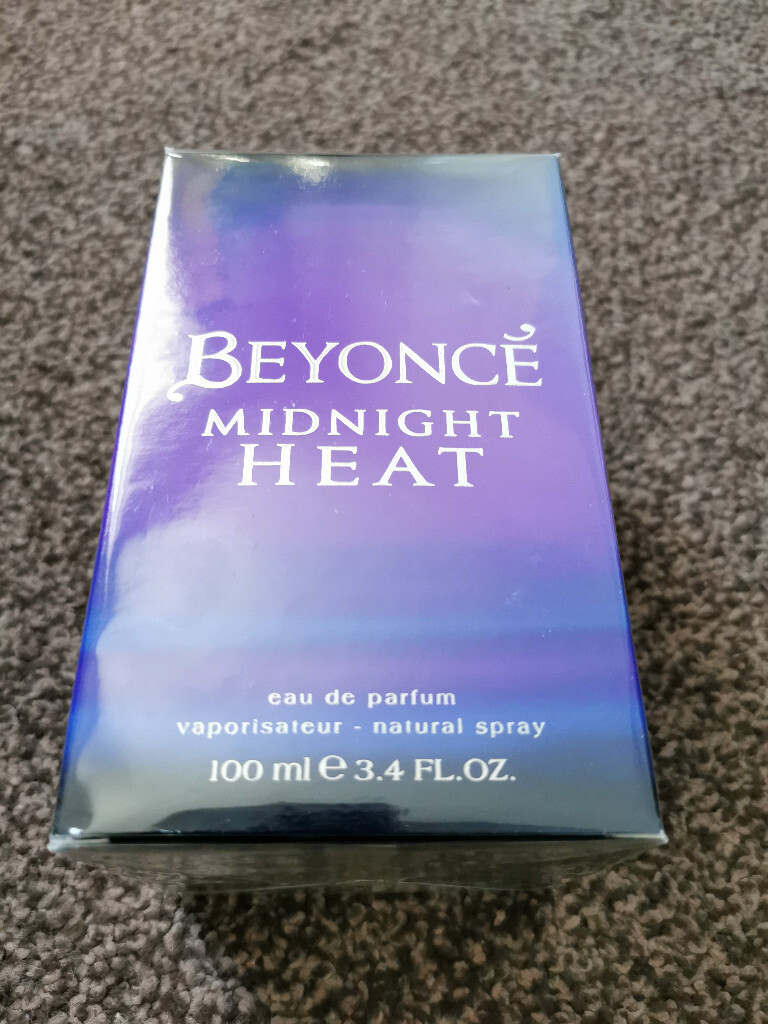 BEYONCÉ
MIDNIGHT
HEAT
eau de parfum
vaporisateur - natural spray
100 ml ℮ 3.4 FL.OZ.